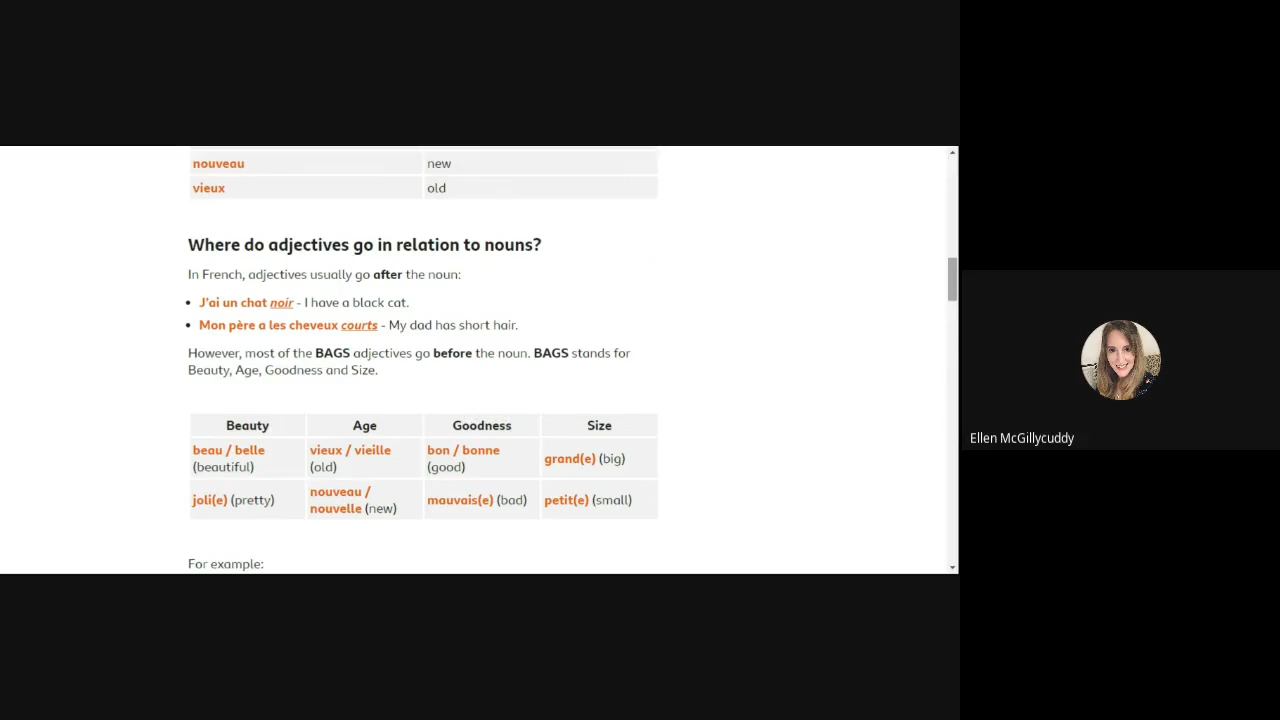 nouveau new
vieux old
Where do adjectives go in relation to nouns?
In French, adjectives usually go after the noun:
• J'ai un chat noir - I have a black cat.
• Mon père a les cheveux courts - My dad has short hair.
However, most of the BAGS adjectives go before the noun. BAGS stands for
Beauty, Age, Goodness and Size.
Beauty Age Goodness Size
beau / belle (beautiful) vieux / vieille (old) bon / bonne (good) grand(e) (big)
joli(e) (pretty) nouveau / nouvelle (new) mauvais(e) (bad) petit(e) (small)
For example:
Ellen McGillycuddy